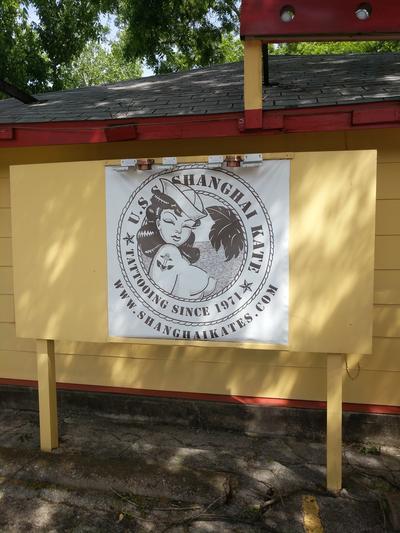 U.S.S. SHANGHAI KATE
TATTOOING SINCE 1971
WWW.SHANGHAIKATES.COM